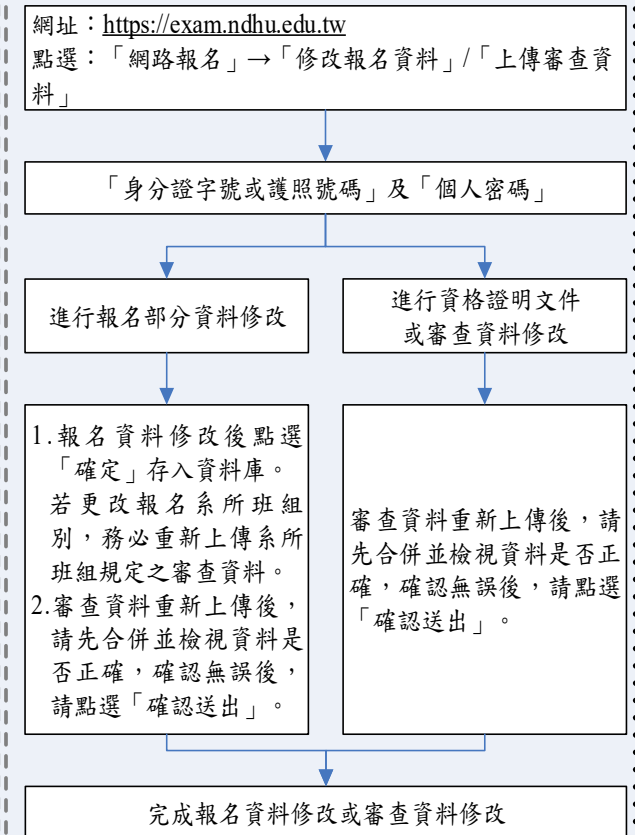 網址：https://exam.ndhu.edu.tw
點選：「網路報名」→「修改報名資料」/「上傳審查資
料」
「身分證字號或護照號碼」及「個人密碼」
進行報名部分資料修改
進行資格證明文件
或審查資料修改
1.報名資料修改後點選
「確定」存入資料庫。
若更改報名系所班組
別，務必重新上傳系所
班組規定之審查資料。
2.審查資料重新上傳後，
請先合併並檢視資料是
否正確，確認無誤後，
請點選「確認送出」。
審查資料重新上傳後，請
先合併並檢視資料是否正
確，確認無誤後，請點選
「確認送出」。
完成報名資料修改或審查資料修改